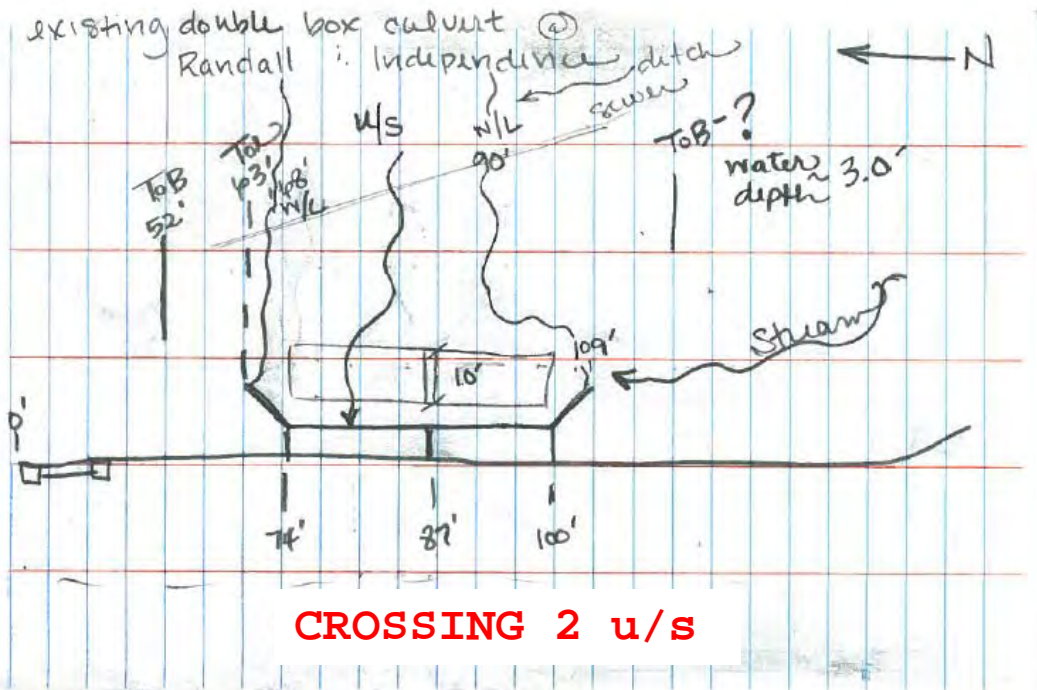 existing double box culvert @
Randall : Independence
ditch
N
sewer
u/s
W/L
90'
ToB - ?
water
depth ~ 3.0'
ToW
63'
68'
W/L
ToB
52'
Stream
109'
10'
0'
74'
87'
100'
CROSSING 2 u/s